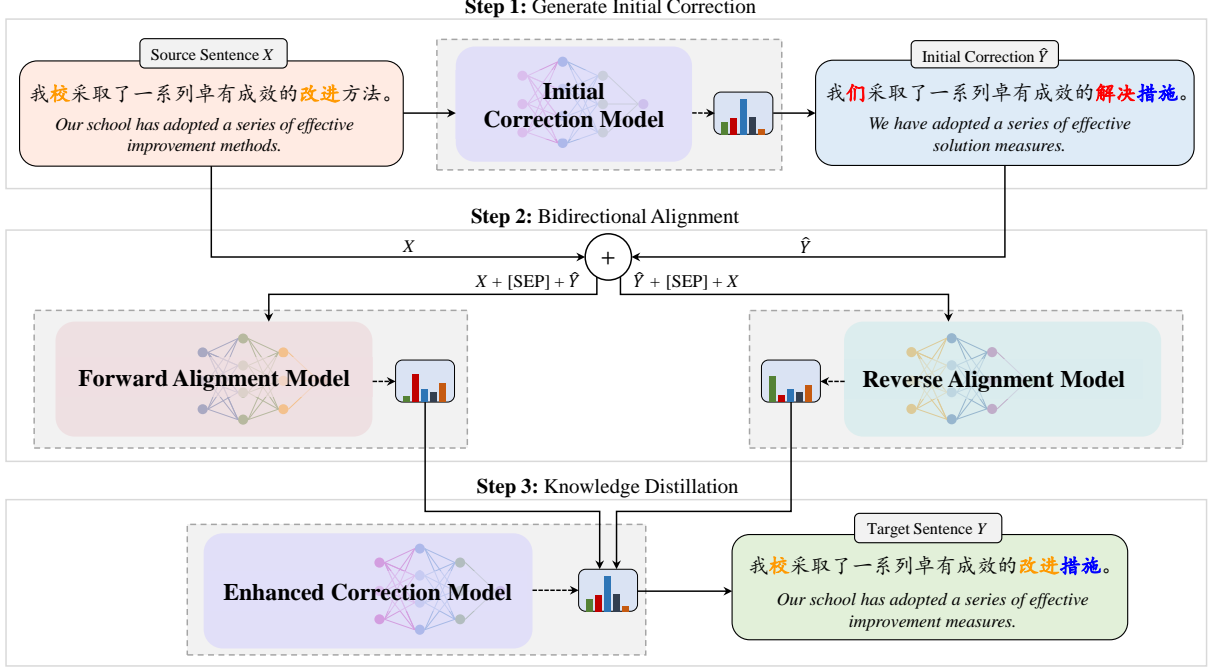 Step 1: Generate Initial Correction
Source Sentence X
我校采取了一系列卓有成效的改进方法。
Our school has adopted a series of effective
improvement methods.
Initial
Correction Model
Initial Correction Ŷ
我们采取了一系列卓有成效的解决措施。
We have adopted a series of effective
solution measures.
Step 2: Bidirectional Alignment
X
+
Ŷ
X + [SEP] + Ŷ
Ŷ + [SEP] + X
Forward Alignment Model
Reverse Alignment Model
Step 3: Knowledge Distillation
Enhanced Correction Model
Target Sentence Y
我校采取了一系列卓有成效的改进措施。
Our school has adopted a series of effective
improvement measures.